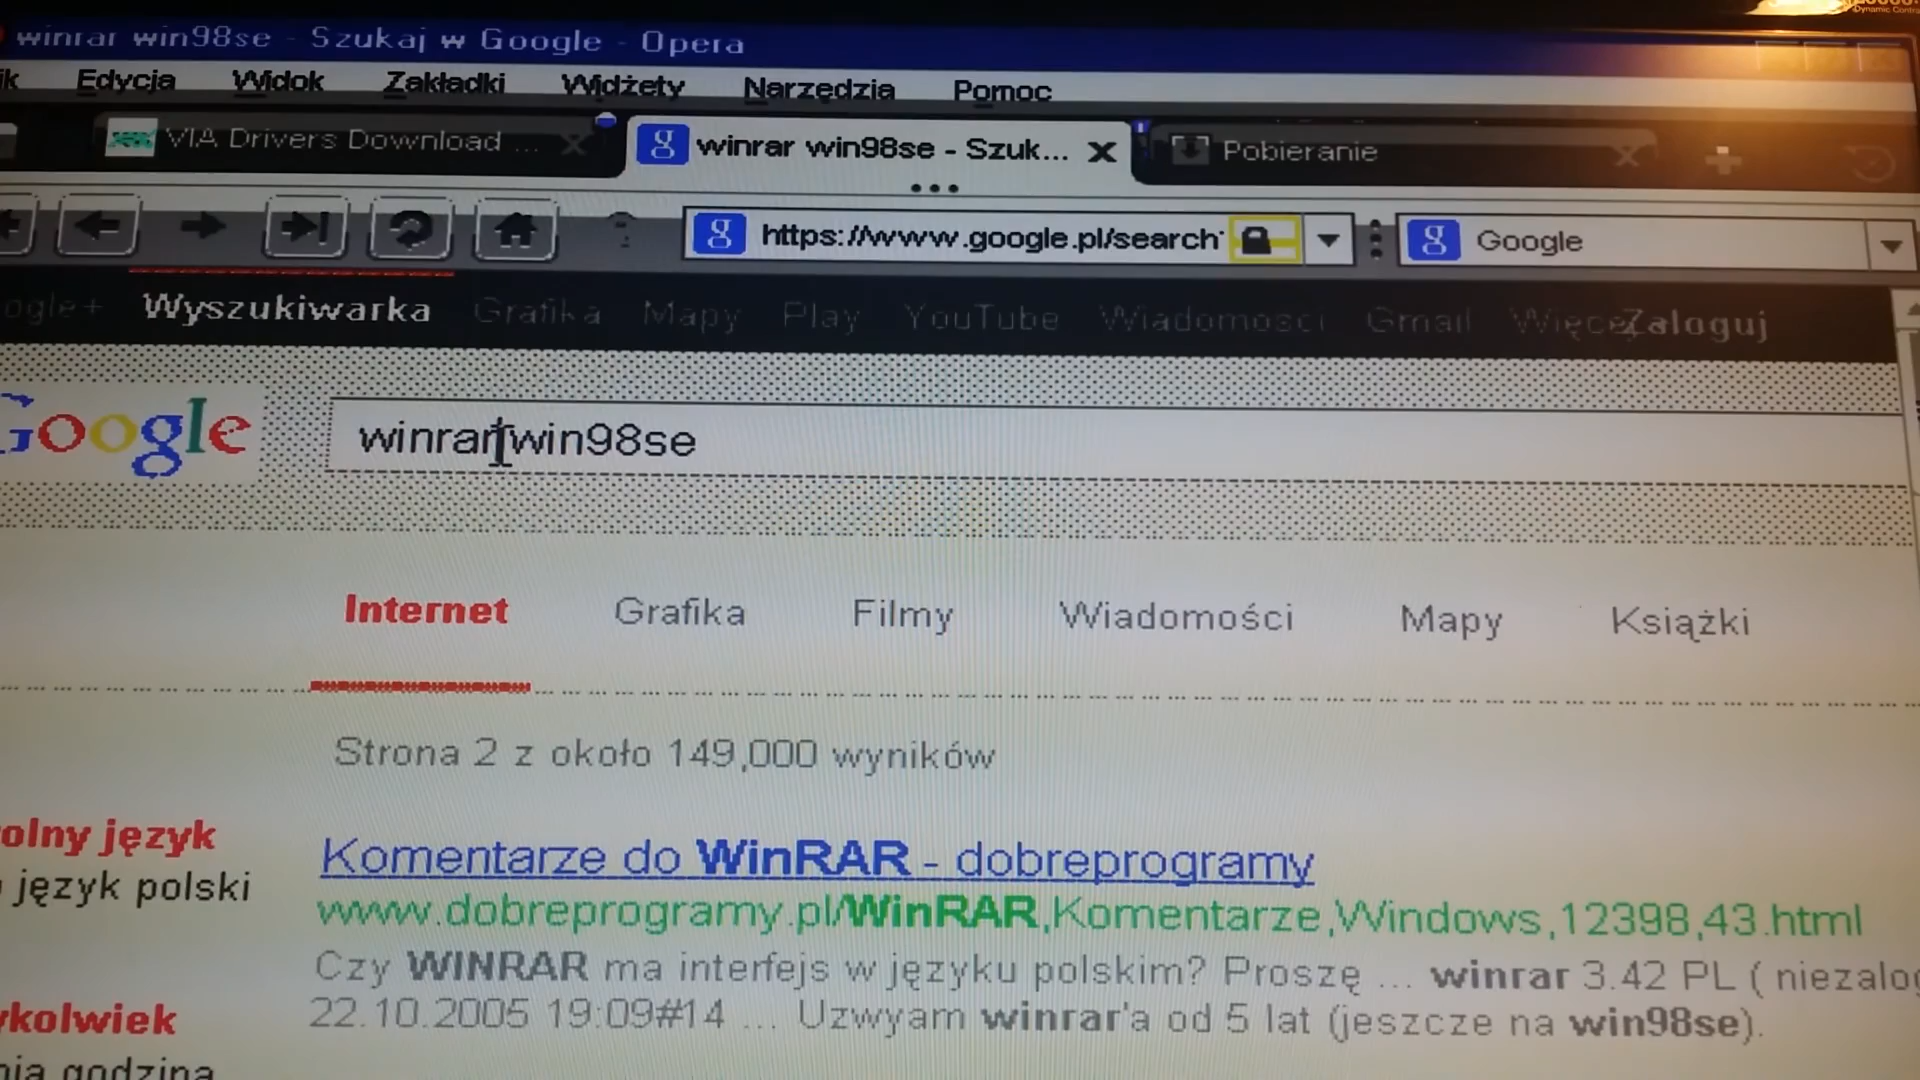 winrar win98se - Szukaj w Google - Opera
Edycja Widok Zakładki Widżety Narzędzia Pomoc
VIA Drivers Download ... winrar win98se - Szuk... Pobieranie
https://www.google.pl/search Google
Wyszukiwarka Grafika Mapy Play YouTube Wiadomości Gmail Zaloguj
Google
winrar win98se
Internet Grafika Filmy Wiadomości Mapy Książki
Strona 2 z około 149,000 wyników
Komentarze do WinRAR - dobreprogramy
www.dobreprogramy.pl/WinRAR,Komentarze,Windows,12398,43.html
Czy WINRAR ma interfejs w języku polskim? Proszę ... winrar 3.42 PL ( niezalog
22.10.2005 19:09#14 ... Uzwyam winrar'a od 5 lat (jeszcze na win98se).
olny język
język polski
ykolwiek
godzina